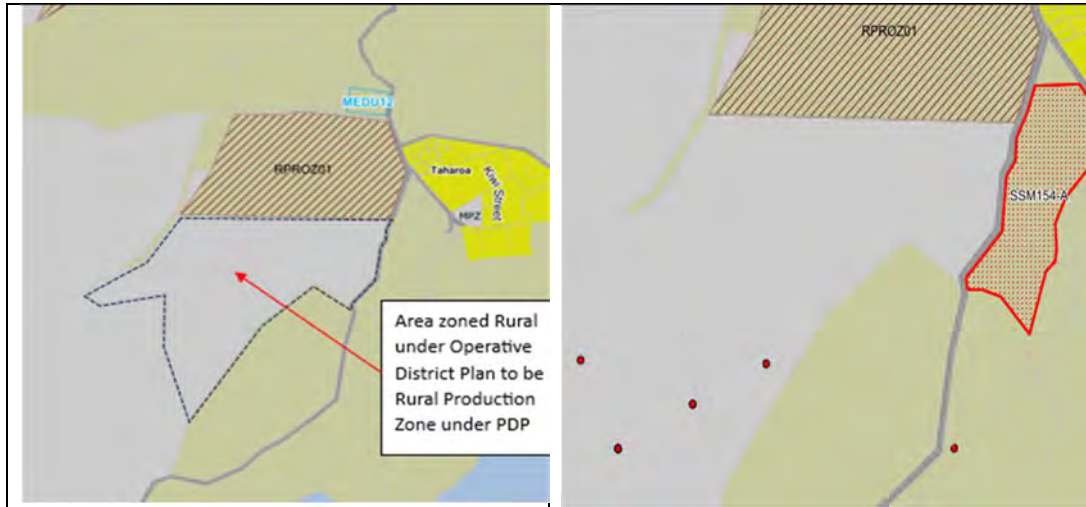 MEDU12
RPROZ01
Taharoa
Kiwi Street
MPZ
Area zoned Rural
under Operative
District Plan to be
Rural Production
Zone under PDP
RPROZ01
SSM154-A